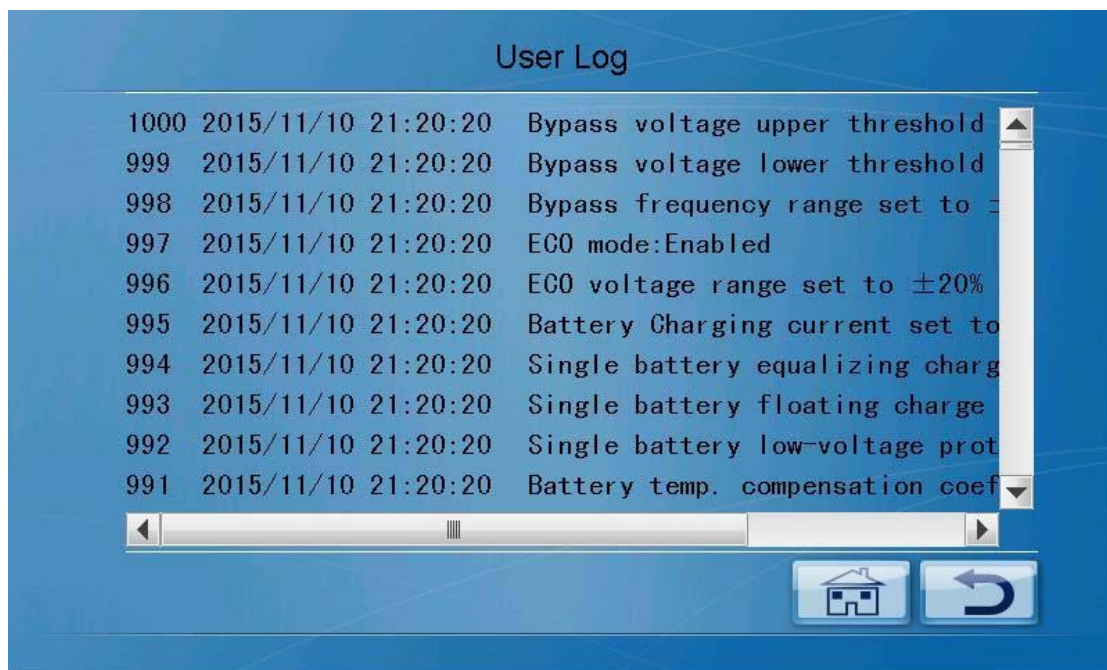 User Log
1000 2015/11/10 21:20:20 Bypass voltage upper threshold
999 2015/11/10 21:20:20 Bypass voltage lower threshold
998 2015/11/10 21:20:20 Bypass frequency range set to
997 2015/11/10 21:20:20 ECO mode:Enabled
996 2015/11/10 21:20:20 ECO voltage range set to ±20%
995 2015/11/10 21:20:20 Battery Charging current set to
994 2015/11/10 21:20:20 Single battery equalizing charg
993 2015/11/10 21:20:20 Single battery floating charge
992 2015/11/10 21:20:20 Single battery low-voltage prot
991 2015/11/10 21:20:20 Battery temp. compensation coef